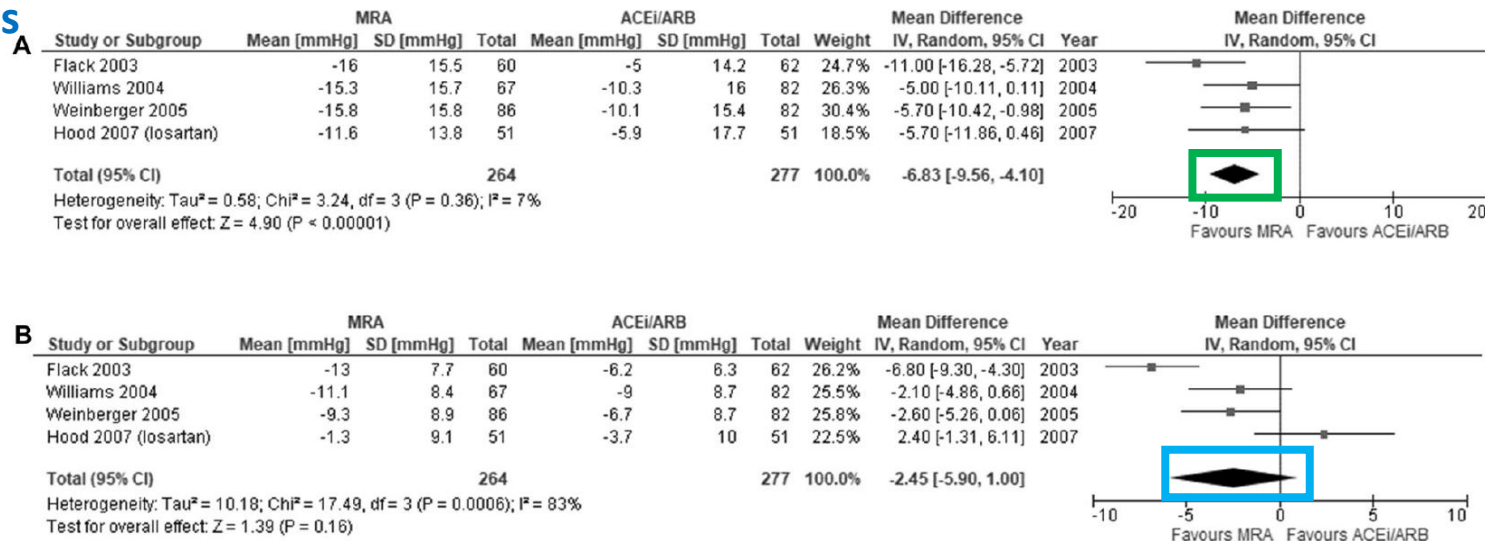 S
A
MRA ACEi/ARB Mean Difference Mean Difference
Study or Subgroup Mean [mmHg] SD [mmHg] Total Mean [mmHg] SD [mmHg] Total Weight IV, Random, 95% CI Year IV, Random, 95% CI
Flack 2003 -16 15.5 60 -5 14.2 62 24.7% -11.00 [-16.28, -5.72] 2003
Williams 2004 -15.3 15.7 67 -10.3 16 82 26.3% -5.00 [-10.11, 0.11] 2004
Weinberger 2005 -15.8 15.8 86 -10.1 15.4 82 30.4% -5.70 [-10.42, -0.98] 2005
Hood 2007 (losartan) -11.6 13.8 51 -5.9 17.7 51 18.5% -5.70 [-11.86, 0.46] 2007
Total (95% CI) 264 277 100.0% -6.83 [-9.56, -4.10]
Heterogeneity: Tau² = 0.58; Chi² = 3.24, df = 3 (P = 0.36); I² = 7%
Test for overall effect: Z = 4.90 (P < 0.00001)
-20 -10 0 10 20
Favours MRA Favours ACEi/ARB
B
MRA ACEi/ARB Mean Difference Mean Difference
Study or Subgroup Mean [mmHg] SD [mmHg] Total Mean [mmHg] SD [mmHg] Total Weight IV, Random, 95% CI Year IV, Random, 95% CI
Flack 2003 -13 7.7 60 -6.2 6.3 62 26.2% -6.80 [-9.30, -4.30] 2003
Williams 2004 -11.1 8.4 67 -9 8.7 82 25.5% -2.10 [-4.86, 0.66] 2004
Weinberger 2005 -9.3 8.9 86 -6.7 8.7 82 25.8% -2.60 [-5.26, 0.06] 2005
Hood 2007 (losartan) -1.3 9.1 51 -3.7 10 51 22.5% 2.40 [-1.31, 6.11] 2007
Total (95% CI) 264 277 100.0% -2.45 [-5.90, 1.00]
Heterogeneity: Tau² = 10.18; Chi² = 17.49, df = 3 (P = 0.0006); I² = 83%
Test for overall effect: Z = 1.39 (P = 0.16)
-10 -5 0 5 10
Favours MRA Favours ACEi/ARB